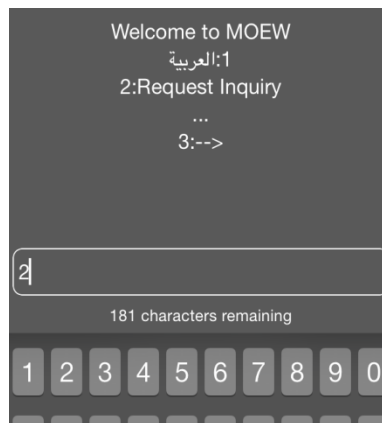 Welcome to MOEW
1:العربية
2:Request Inquiry
...
3:-->
2
181 characters remaining
1 2 3 4 5 6 7 8 9 0